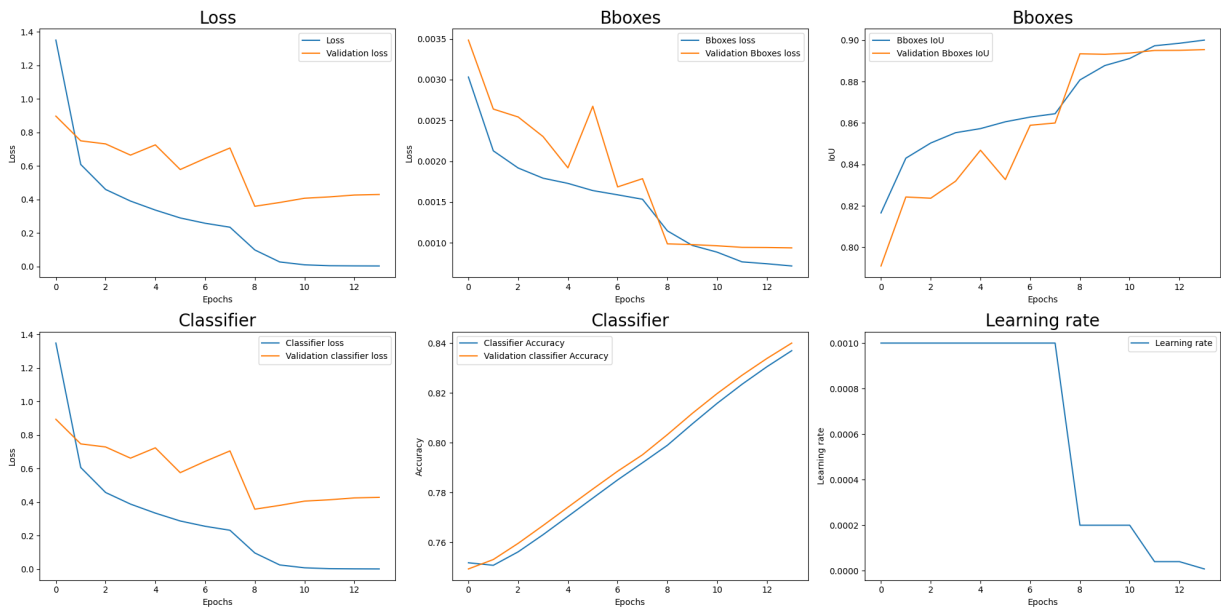 Loss
Loss
Validation loss
1.4
1.2
1.0
0.8
0.6
0.4
0.2
0.0
Loss
0 2 4 6 8 10 12
Epochs
Bboxes
Bboxes loss
Validation Bboxes loss
0.0035
0.0030
0.0025
0.0020
0.0015
0.0010
Loss
0 2 4 6 8 10 12
Epochs
Bboxes
Bboxes IoU
Validation Bboxes IoU
0.90
0.88
0.86
0.84
0.82
0.80
IoU
0 2 4 6 8 10 12
Epochs
Classifier
Classifier loss
Validation classifier loss
1.4
1.2
1.0
0.8
0.6
0.4
0.2
0.0
Loss
0 2 4 6 8 10 12
Epochs
Classifier
Classifier Accuracy
Validation classifier Accuracy
0.84
0.82
0.80
0.78
0.76
Accuracy
0 2 4 6 8 10 12
Epochs
Learning rate
Learning rate
0.0010
0.0008
0.0006
0.0004
0.0002
0.0000
Learning rate
0 2 4 6 8 10 12
Epochs